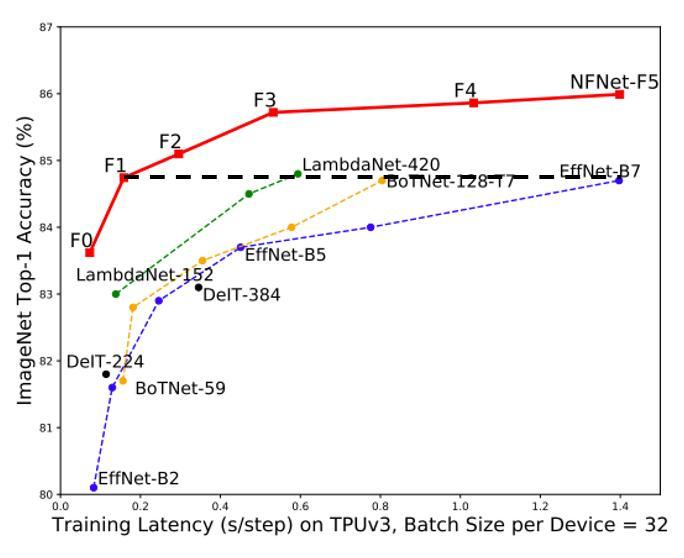 87
86
85
84
83
82
81
80
ImageNet Top-1 Accuracy (%)
NFNet-F5
F4
F3
F2
F1
F0
LambdaNet-420
EffNet-B7
BoTNet-128-T7
EffNet-B5
LambdaNet-152
DeIT-384
DeIT-224
BoTNet-59
EffNet-B2
0.0 0.2 0.4 0.6 0.8 1.0 1.2 1.4
Training Latency (s/step) on TPUv3, Batch Size per Device = 32